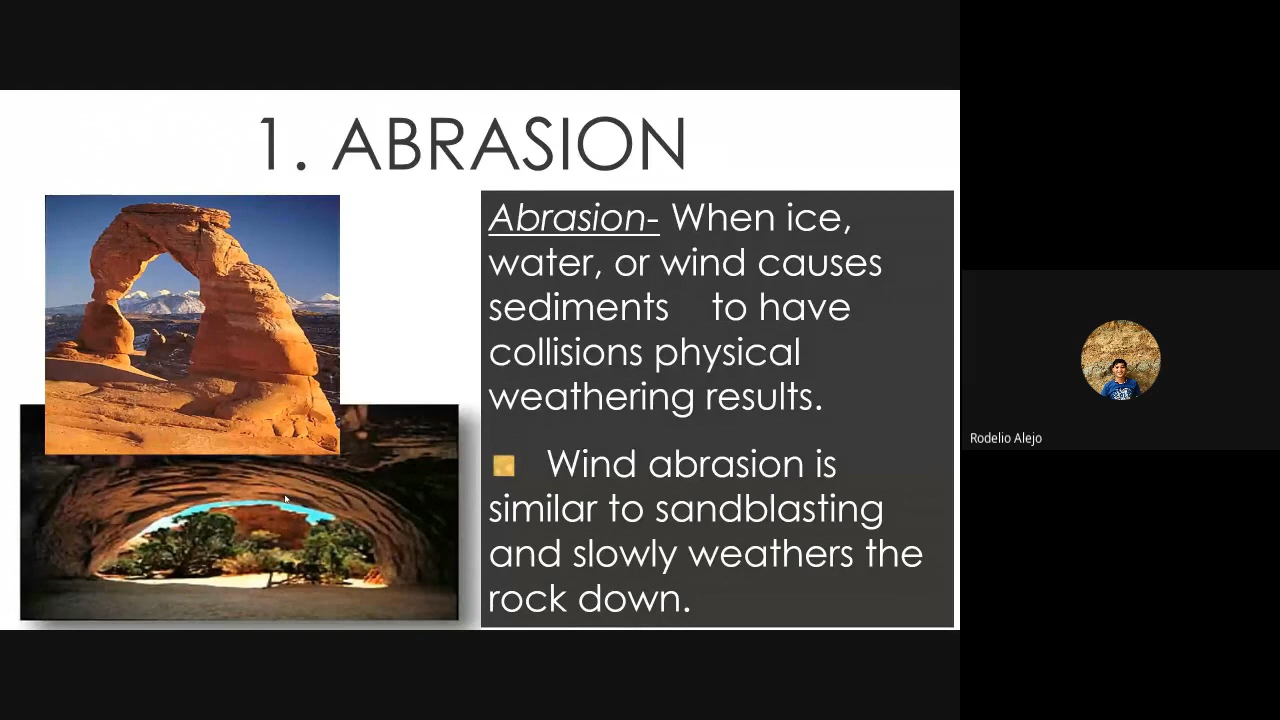 1. ABRASION
Abrasion- When ice,
water, or wind causes
sediments to have
collisions physical
weathering results.
Wind abrasion is
similar to sandblasting
and slowly weathers the
rock down.
Rodelio Alejo